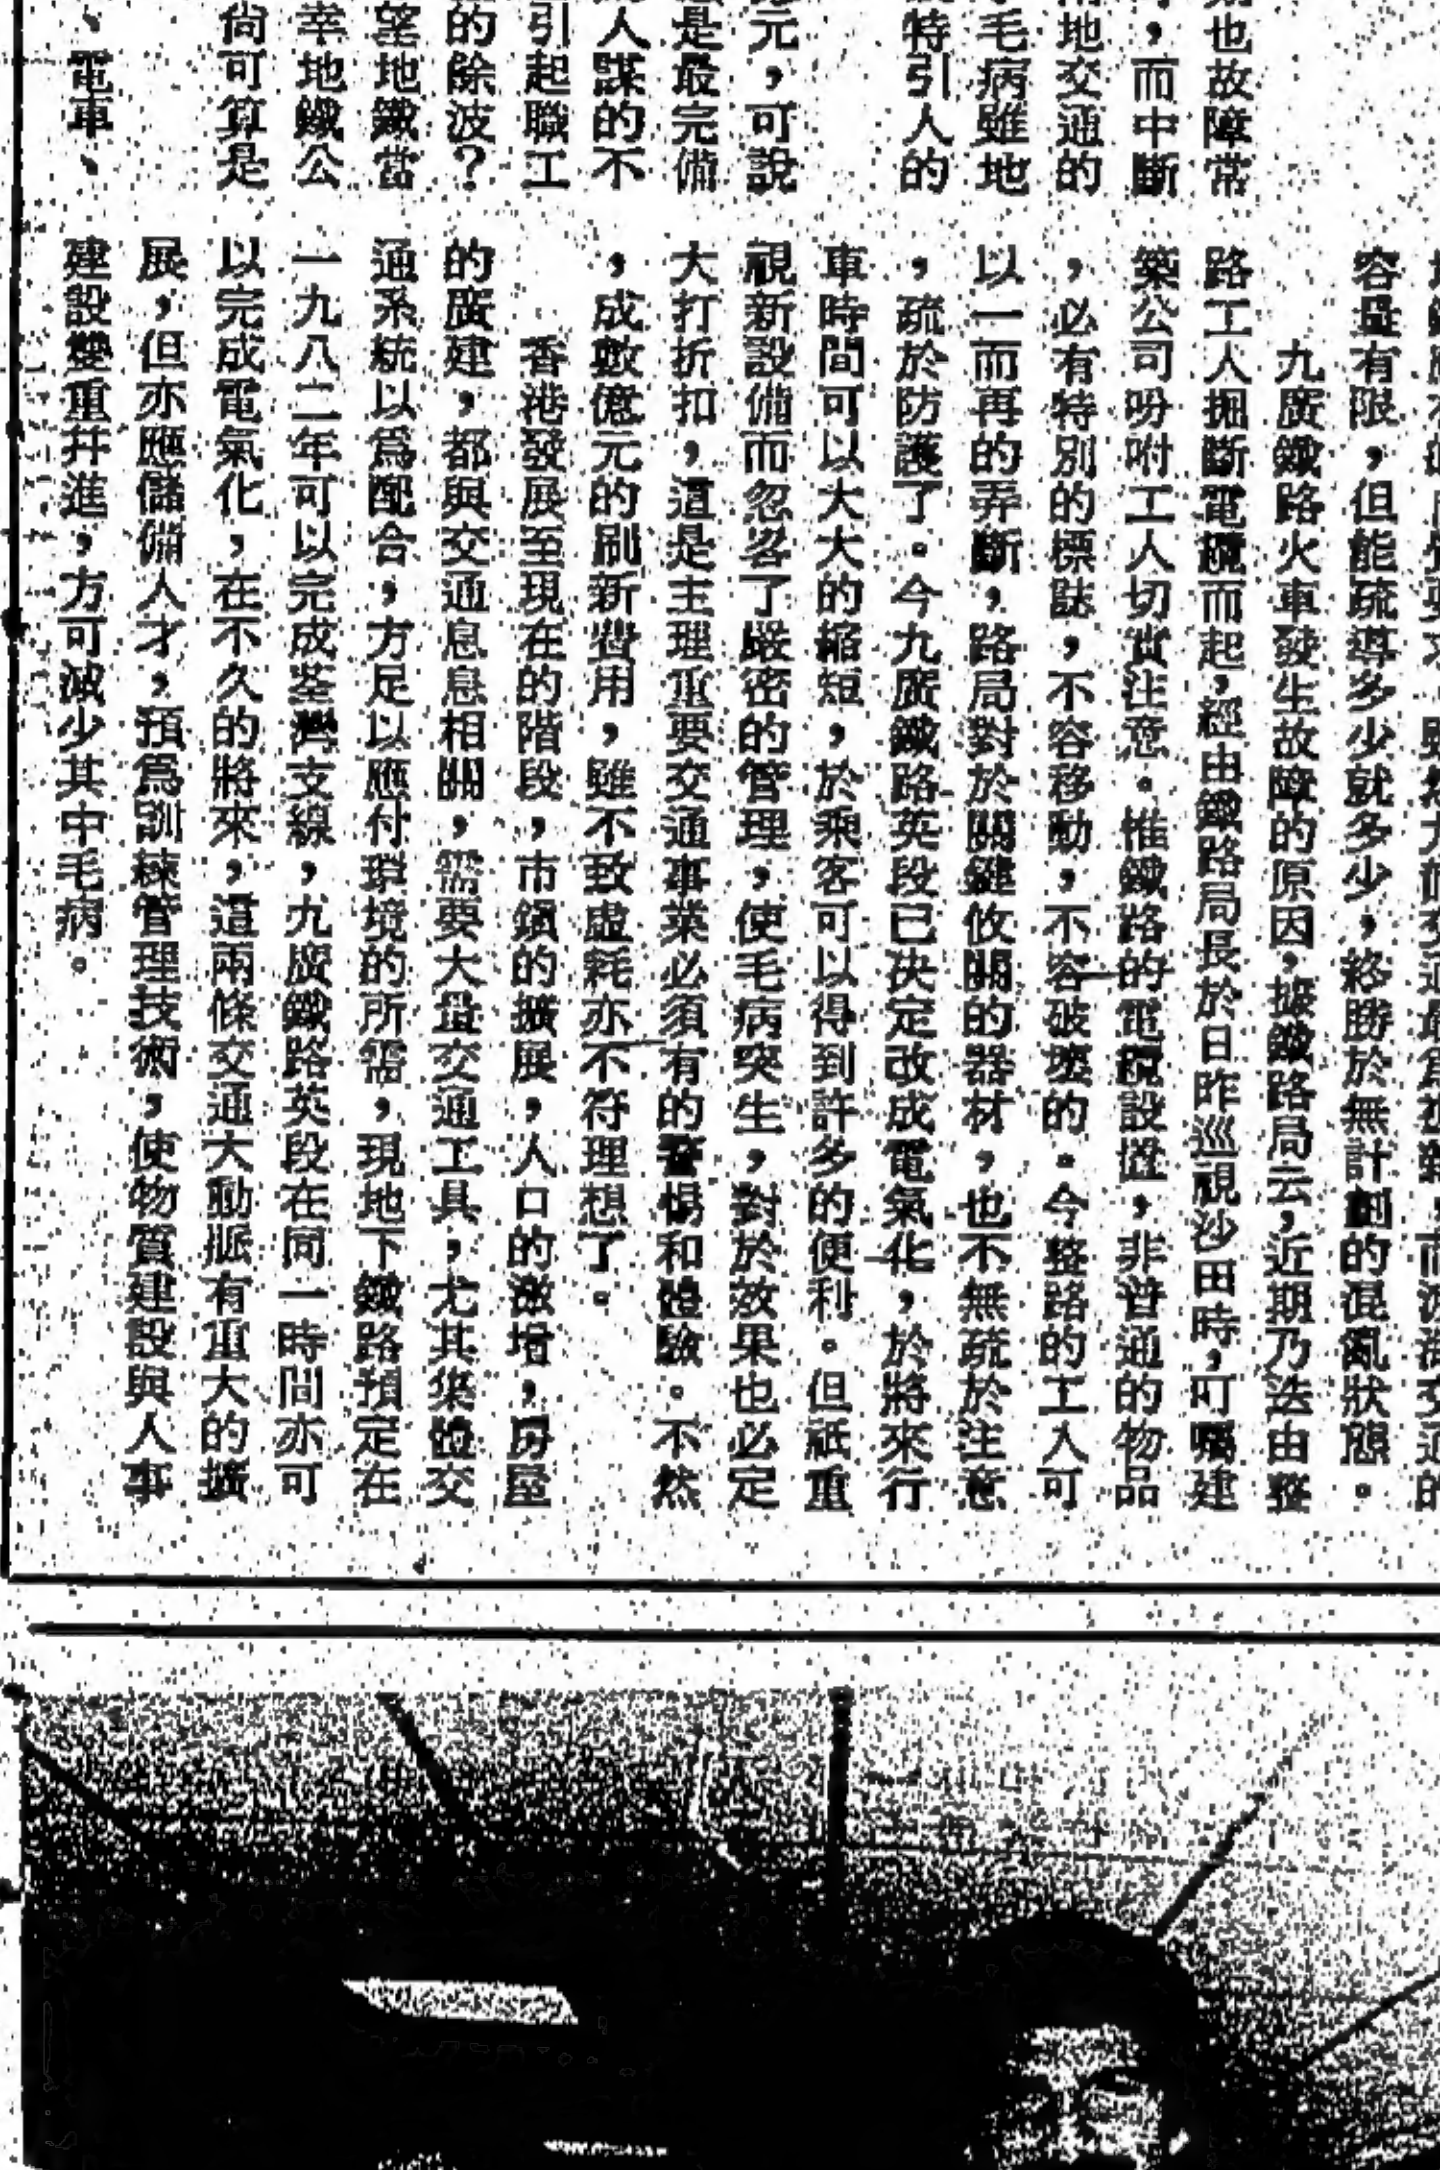 則也故障常
，而中斷
地交通的
毛病雖地
特引人的
元，可說
是最完備
人謀的不
引起職工
的餘波？
望地鐵當
幸地鐵公
尚可算是
、電車、
容量有限，但能疏導多少就多少，終勝於無計劃的混亂狀態。
九廣鐵路火車發生故障的原因，據鐵路局云，近期乃迭由整
路工人掘斷電纜而起，經由鐵路局局長於日昨巡視沙田時，叮囑建
築公司吩咐工人切實注意。惟鐵路的電纜設置，非普通的物品
，必有特別的標誌，不容移動，不容破壞的。今整路的工人可
以一而再的弄斷，路局對於關鍵攸關的器材，也不無疏於注意
，疏於防護了。今九廣鐵路英段已決定改成電氣化，於將來行
車時間可以大大的縮短，於乘客可以得到許多的便利。但祇重
視新設備而忽畧了嚴密的管理，使毛病突生，對於效果也必定
大打折扣，這是主理重要交通事業必須有的警惕和體驗。不然
，成數億元的刷新費用，雖不致虛耗亦不符理想了。
香港發展至現在的階段，市鎮的擴展，人口的激增，房屋
的廣建，都與交通息息相關，需要大量交通工具，尤其集體交
通系統以爲配合，方足以應付環境的所需，現地下鐵路預定在
一九八二年可以完成荃灣支線，九廣鐵路英段在同一時間亦可
以完成電氣化，在不久的將來，這兩條交通大動脈有重大的擴
展，但亦應儲備人才，預爲訓練管理技術，使物質建設與人事
建設雙重幷進，方可減少其中毛病。